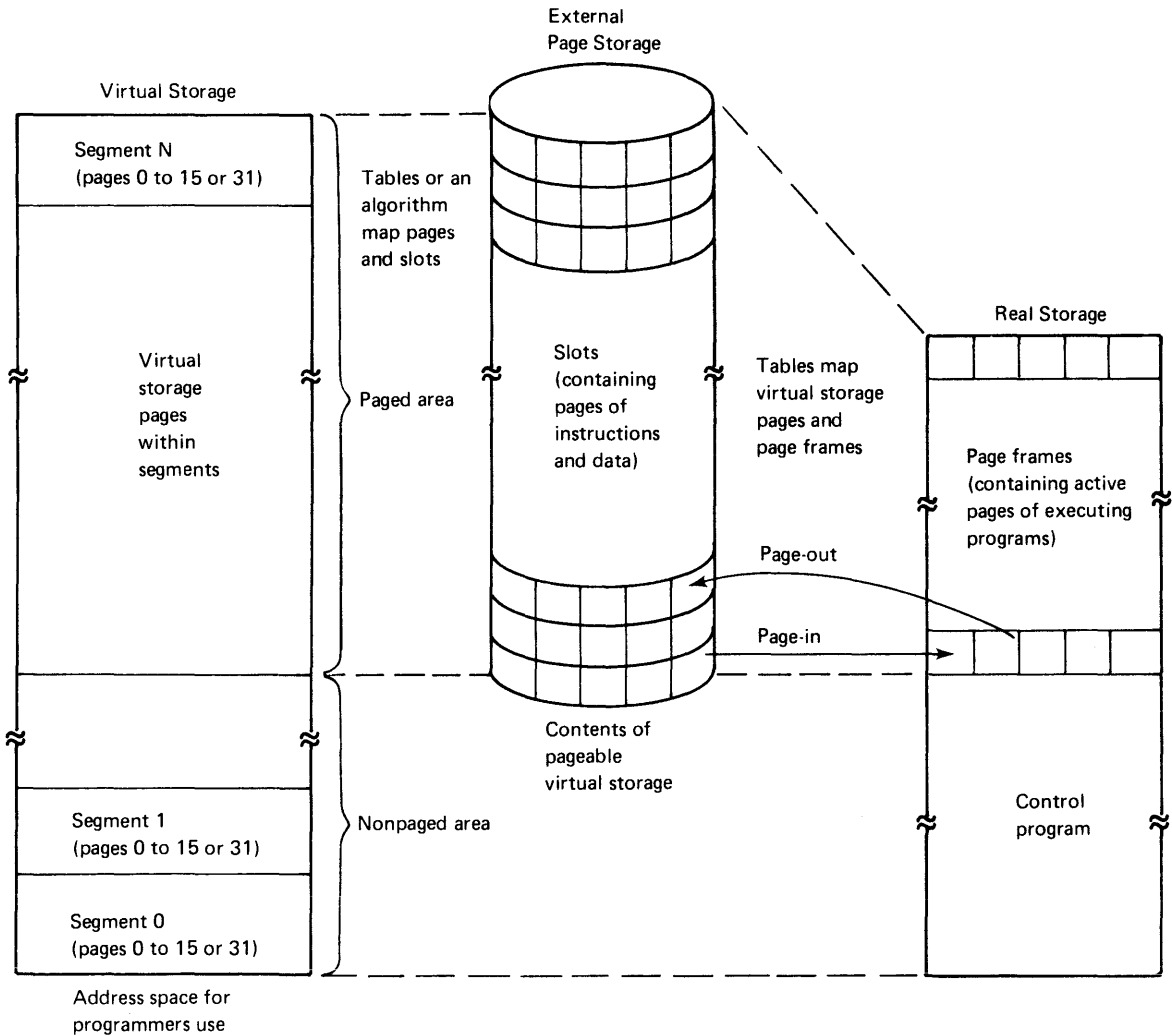 External
Page Storage
Virtual Storage
Segment N
(pages 0 to 15 or 31)
Tables or an
algorithm
map pages
and slots
Virtual
storage
pages
within
segments
Paged area
Slots
(containing
pages of
instructions
and data)
Tables map
virtual storage
pages and
page frames
Real Storage
Page frames
(containing active
pages of executing
programs)
Page-out
Page-in
Contents of
pageable
virtual storage
Segment 1
(pages 0 to 15 or 31)
Nonpaged area
Control
program
Segment 0
(pages 0 to 15 or 31)
Address space for
programmers use